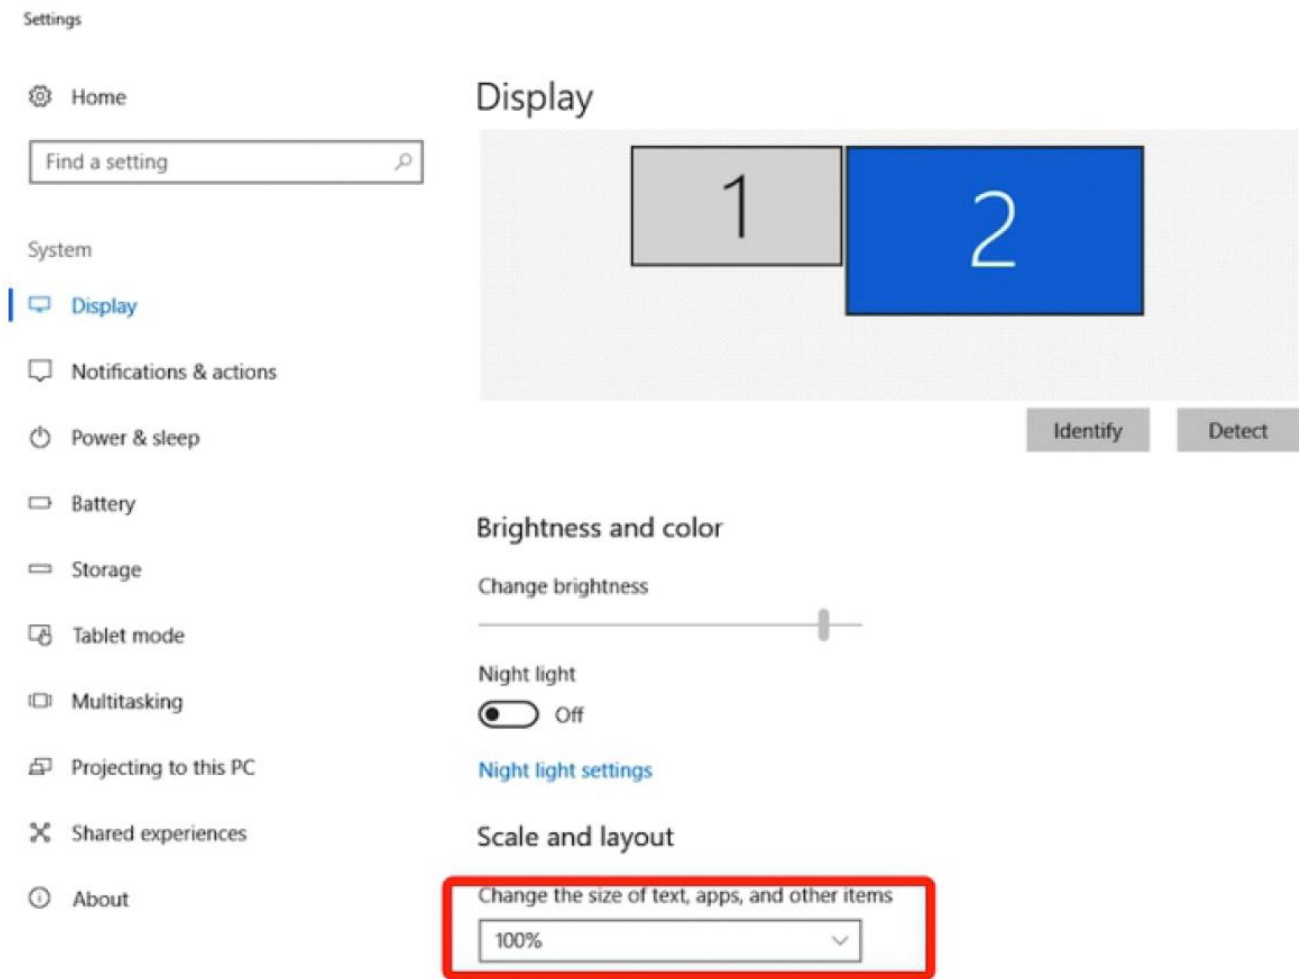 Settings
Home
Find a setting
System
Display
Notifications & actions
Power & sleep
Battery
Storage
Tablet mode
Multitasking
Projecting to this PC
Shared experiences
About
Display
1
2
Identify
Detect
Brightness and color
Change brightness
Night light
Off
Night light settings
Scale and layout
Change the size of text, apps, and other items
100%